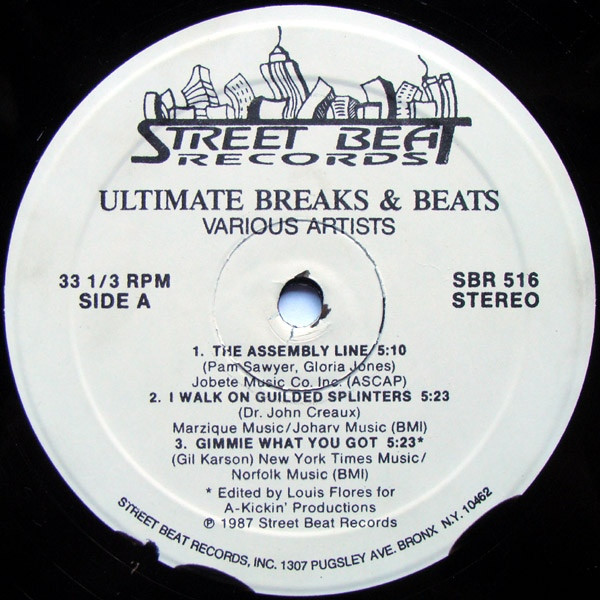 STREET BEAT
RECORDS
ULTIMATE BREAKS & BEATS
VARIOUS ARTISTS
33 1/3 RPM
SIDE A
SBR 516
STEREO
1. THE ASSEMBLY LINE 5:10
(Pam Sawyer, Gloria Jones)
Jobete Music Co. Inc. (ASCAP)
2. I WALK ON GUILDED SPLINTERS 5:23
(Dr. John Creaux)
Marzique Music/Joharv Music (BMI)
3. GIMMIE WHAT YOU GOT 5:23*
(Gil Karson) New York Times Music/
Norfolk Music (BMI)
* Edited by Louis Flores for
A-Kickin' Productions
℗ 1987 Street Beat Records
STREET BEAT RECORDS, INC. 1307 PUGSLEY AVE. BRONX N.Y. 10462